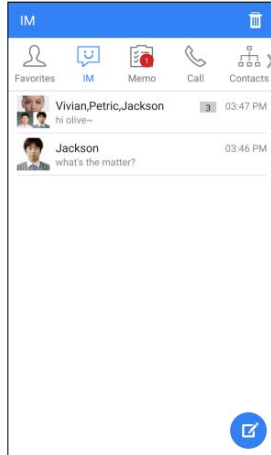 IM
1
Favorites IM Memo Call Contacts
Vivian,Petric,Jackson 3 03:47 PM
hi olive~
Jackson 03:46 PM
what's the matter?